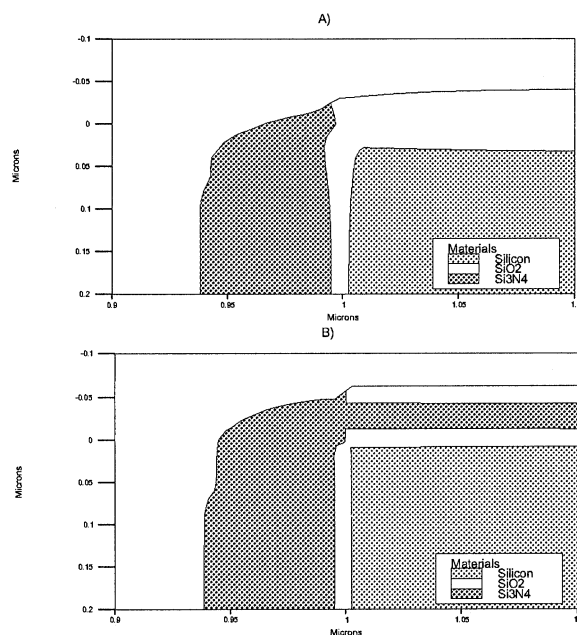 A)
-0.1
-0.05
0
0.05
0.1
0.15
0.2
Microns
Materials
Silicon
SiO2
Si3N4
0.9
0.95
1
1.05
1.
Microns
B)
-0.1
-0.05
0
0.05
0.1
0.15
0.2
Microns
Materials
Silicon
SiO2
Si3N4
0.9
0.95
1
1.05
1
Microns